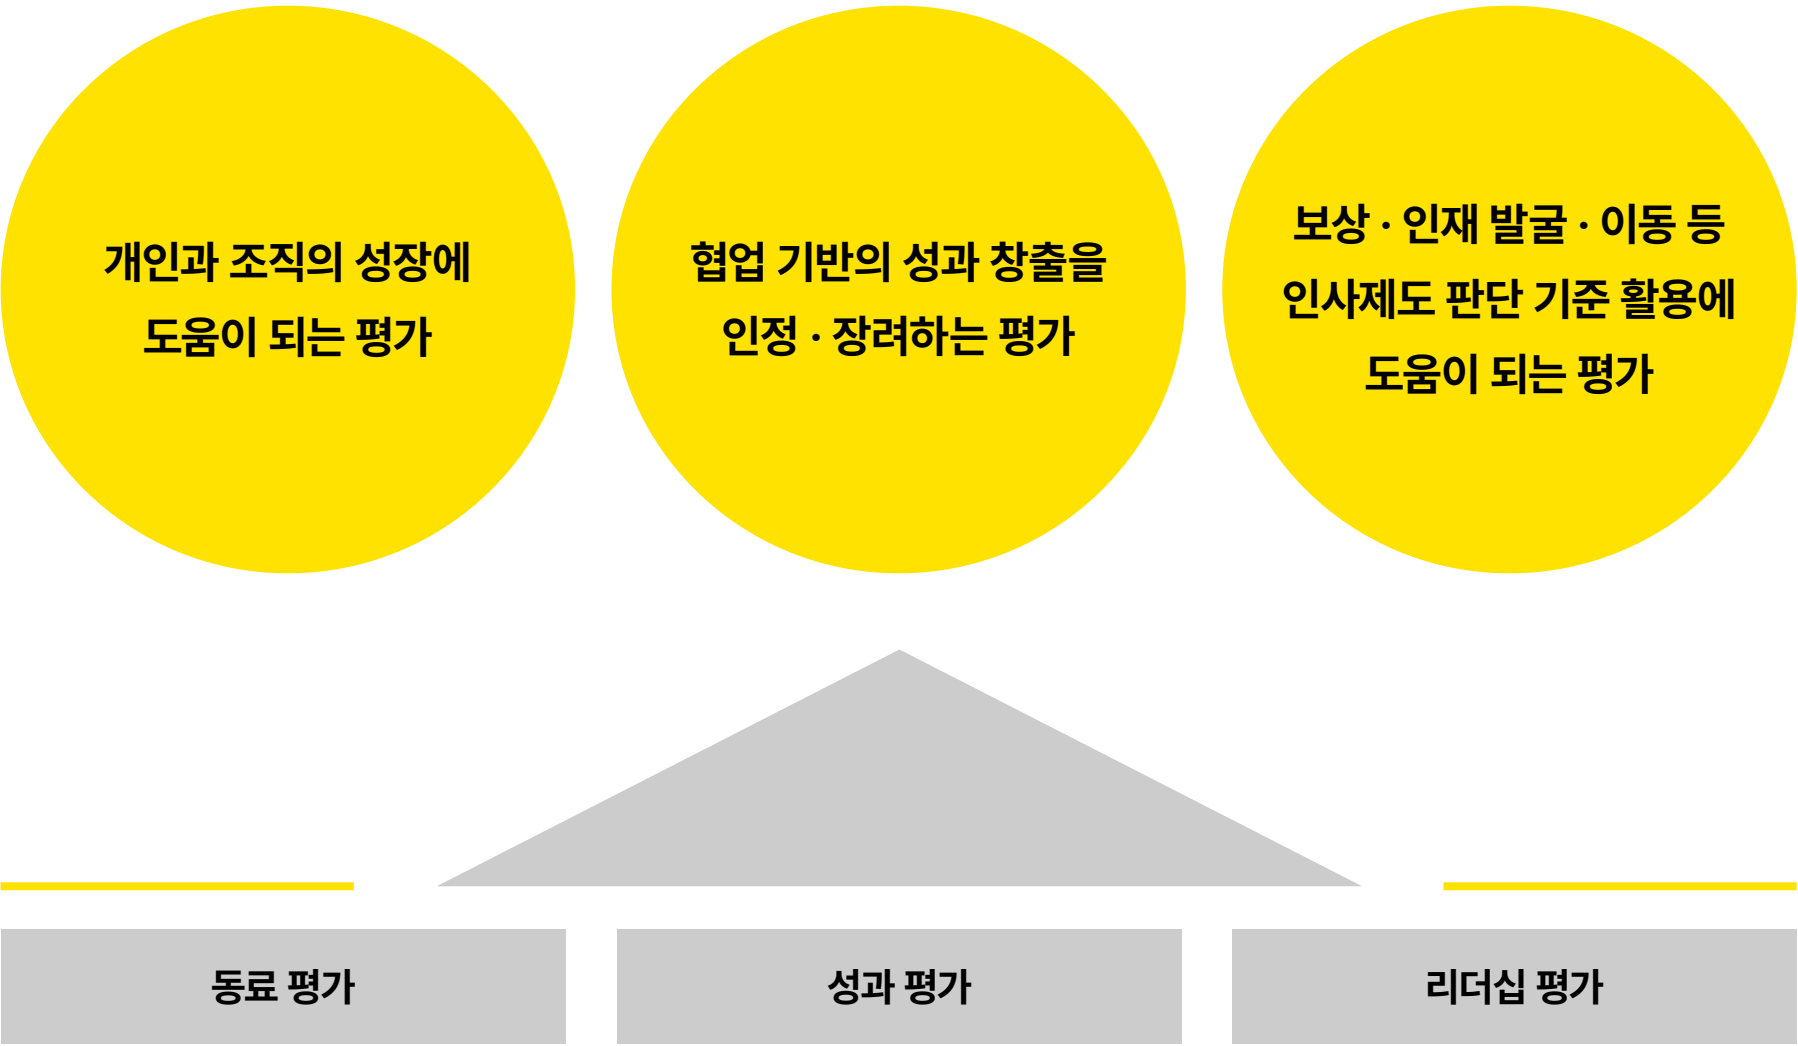 개인과 조직의 성장에
도움이 되는 평가
협업 기반의 성과 창출을
인정 · 장려하는 평가
보상 · 인재 발굴 · 이동 등
인사제도 판단 기준 활용에
도움이 되는 평가
동료 평가
성과 평가
리더십 평가